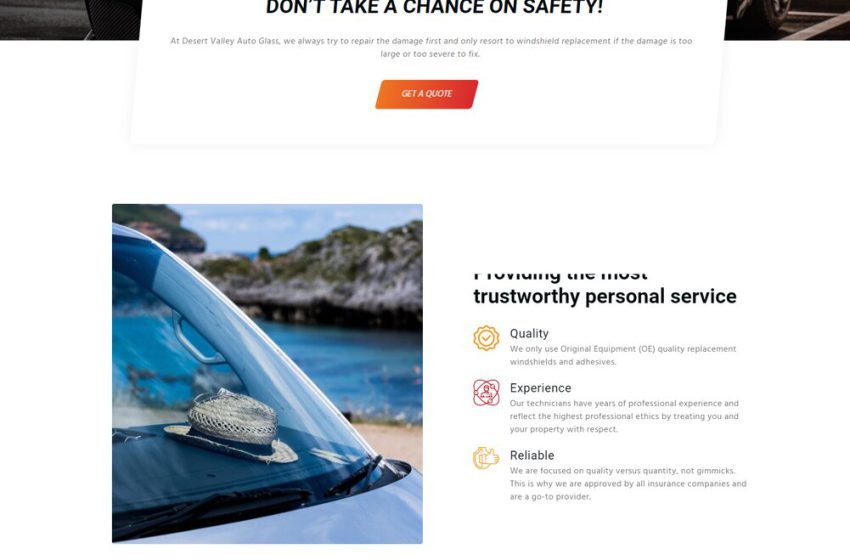 DON'T TAKE A CHANCE ON SAFETY!
At Desert Valley Auto Glass, we always try to repair the damage first and only resort to windshield replacement if the damage is too
large or too severe to fix.
GET A QUOTE
Providing the most
trustworthy personal service
Quality
We only use Original Equipment (OE) quality replacement
windshields and adhesives.
Experience
Our technicians have years of professional experience and
reflect the highest professional ethics by treating you and
your property with respect.
Reliable
We are focused on quality versus quantity, not gimmicks.
This is why we are approved by all insurance companies and
are a go-to provider.